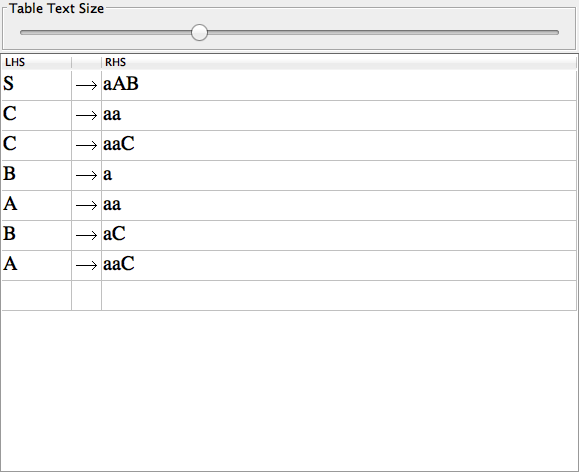 Table Text Size
LHS RHS
S → aAB
C → aa
C → aaC
B → a
A → aa
B → aC
A → aaC